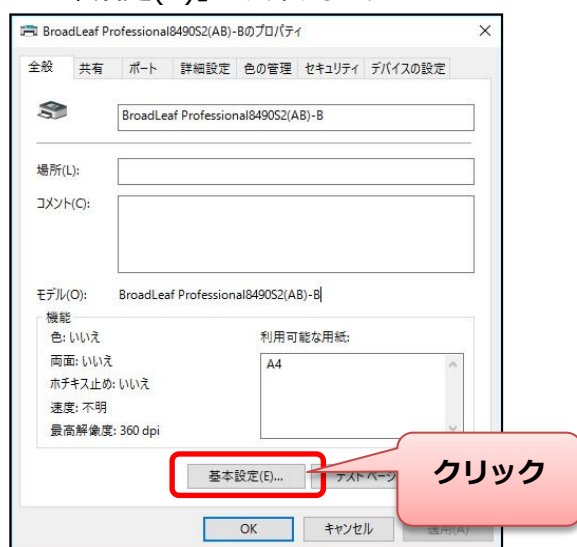 BroadLeaf Professional8490S2(AB)-Bのプロパティ
全般 共有 ポート 詳細設定 色の管理 セキュリティ デバイスの設定
BroadLeaf Professional8490S2(AB)-B
場所(L):
コメント(C):
モデル(O): BroadLeaf Professional8490S2(AB)-B
機能
色: いいえ 利用可能な用紙:
両面: いいえ A4
ホチキス止め: いいえ
速度: 不明
最高解像度: 360 dpi
クリック
基本設定(E)...
OK キャンセル